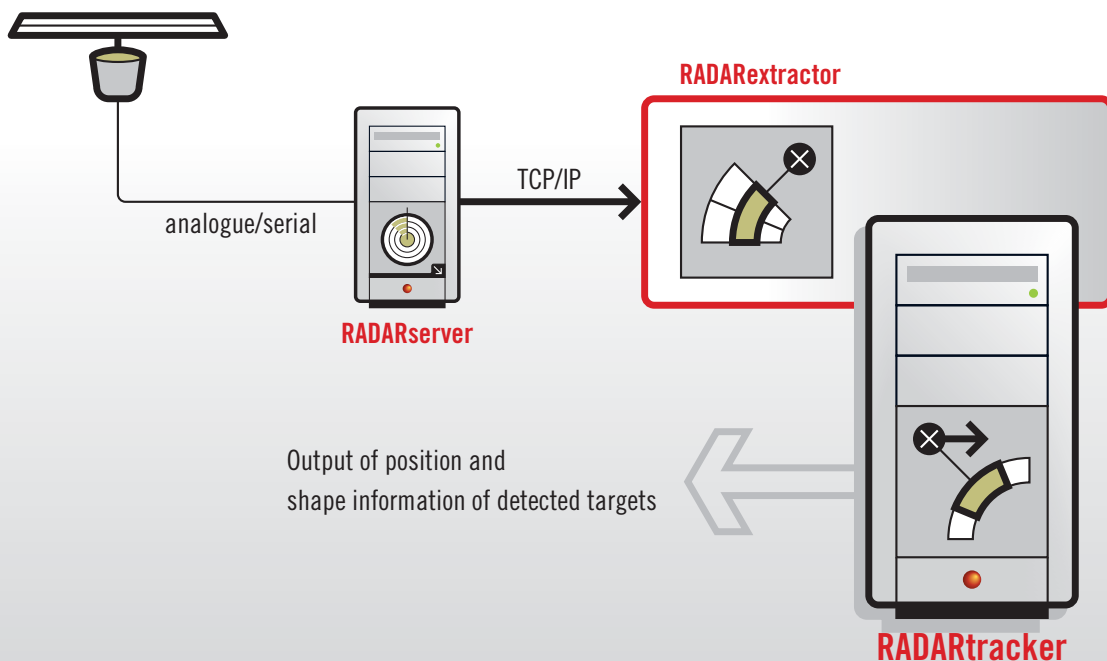 RADARextractor
TCP/IP
analogue/serial
RADARserver
Output of position and
shape information of detected targets
RADARtracker